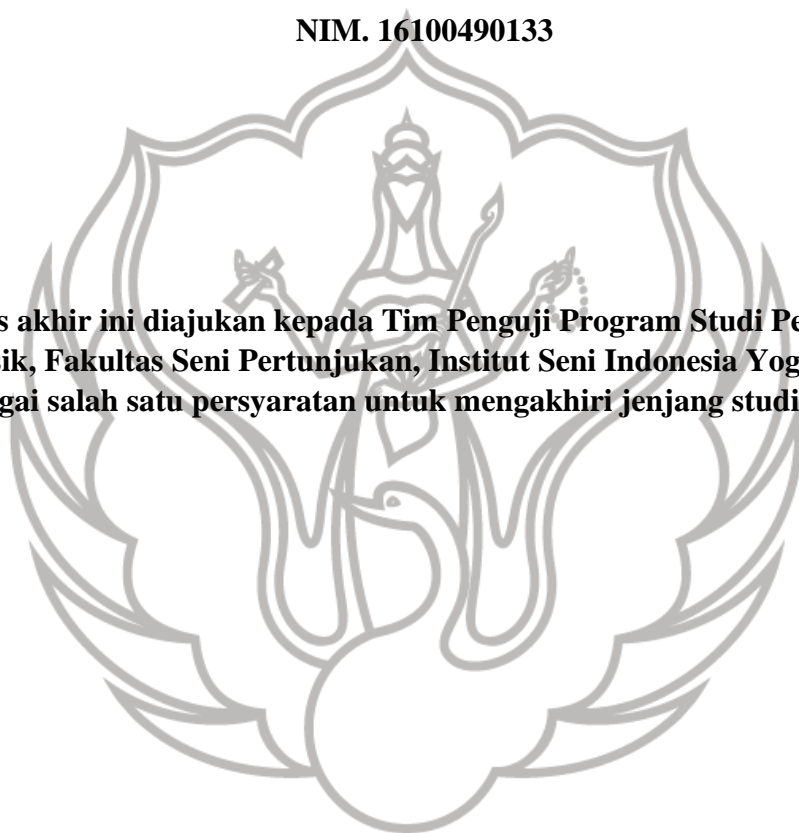 NIM. 16100490133
s akhir ini diajukan kepada Tim Penguji Program Studi Pe
sik, Fakultas Seni Pertunjukan, Institut Seni Indonesia Yog
gai salah satu persyaratan untuk mengakhiri jenjang studi